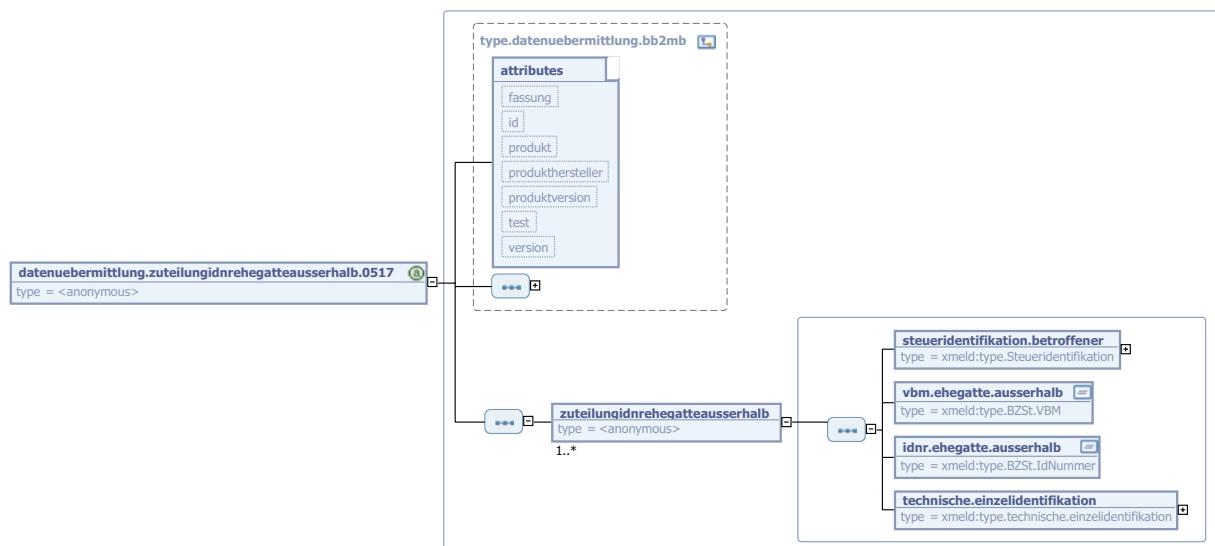 type.datenuebermittlung.bb2mb
attributes
fassung
id
produkt
produkthersteller
produktversion
test
version
datenuebermittlung.zuteilungidnrehegatteausserhalb.0517
type = <anonymous>
zuteilungidnrehegatteausserhalb
type = <anonymous>
1..*
steueridentifikation.betroffener
type = xmeld:type.Steueridentifikation
vbm.ehegatte.ausserhalb
type = xmeld:type.BZSt.VBM
idnr.ehegatte.ausserhalb
type = xmeld:type.BZSt.IdNummer
technische.einzelidentifikation
type = xmeld:type.technische.einzelidentifikation